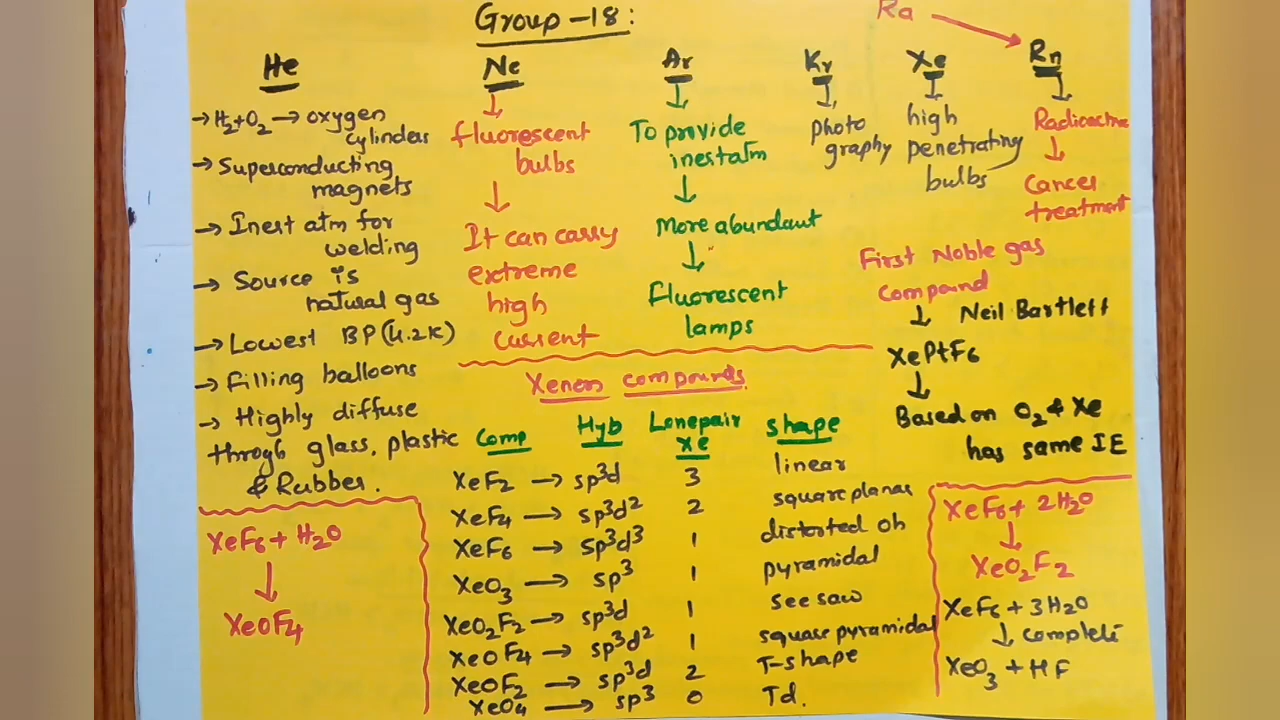 Group-18:
Ra → Rn
He
→ H₂+O₂ → oxygen
cylinders
→ Superconducting
magnets
→ Inert atm for
welding
→ Source is
natural gas
→ Lowest BP (4.2K)
→ Filling balloons
→ Highly diffuse
through glass, plastic
& Rubber.
Ne
↓
fluorescent
bulbs
↓
It can carry
extreme
high
current
Ar
↓
To provide
inert atm
↓
More abundant
↓
Fluorescent
lamps
Kr
↓
photo
graphy
Xe
↓
high
penetrating
bulbs
Rn
↓
Radioactive
↓
Cancer
treatment
First Noble gas
Compound
↓ Neil Bartlett
XePtF₆
↓
Based on O₂ & Xe
has same IE
Xenon compounds
Comp Hyb Lonepair Xe shape
XeF₂ → sp³d 3 linear
XeF₄ → sp³d² 2 square planar
XeF₆ → sp³d³ 1 distorted oh
XeO₃ → sp³ 1 pyramidal
XeO₂F₂ → sp³d 1 see saw
XeOF₄ → sp³d² 1 square pyramidal
XeOF₂ → sp³d 2 T-shape
XeO₄ → sp³ 0 Td.
XeF₆ + H₂O
↓
XeOF₄
XeF₆ + 2H₂O
↓
XeO₂F₂
XeF₆ + 3H₂O
↓ complete
XeO₃ + HF